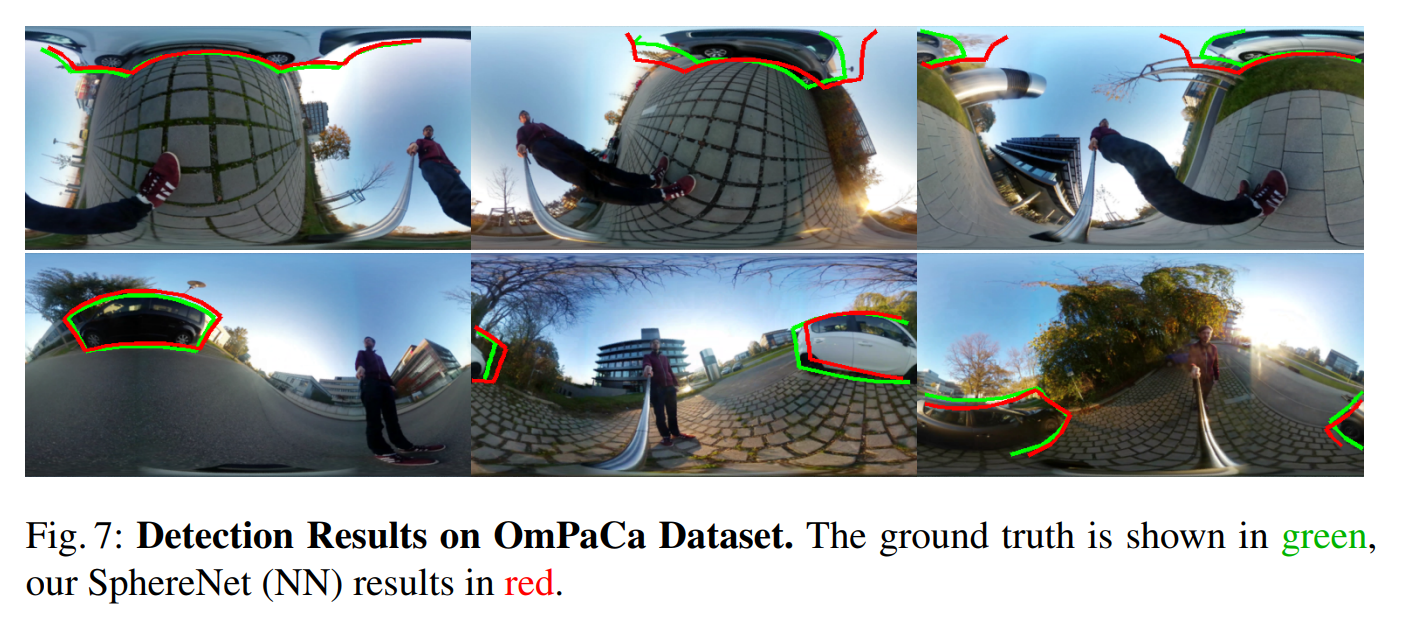 Fig. 7: Detection Results on OmPaCa Dataset. The ground truth is shown in green,
our SphereNet (NN) results in red.